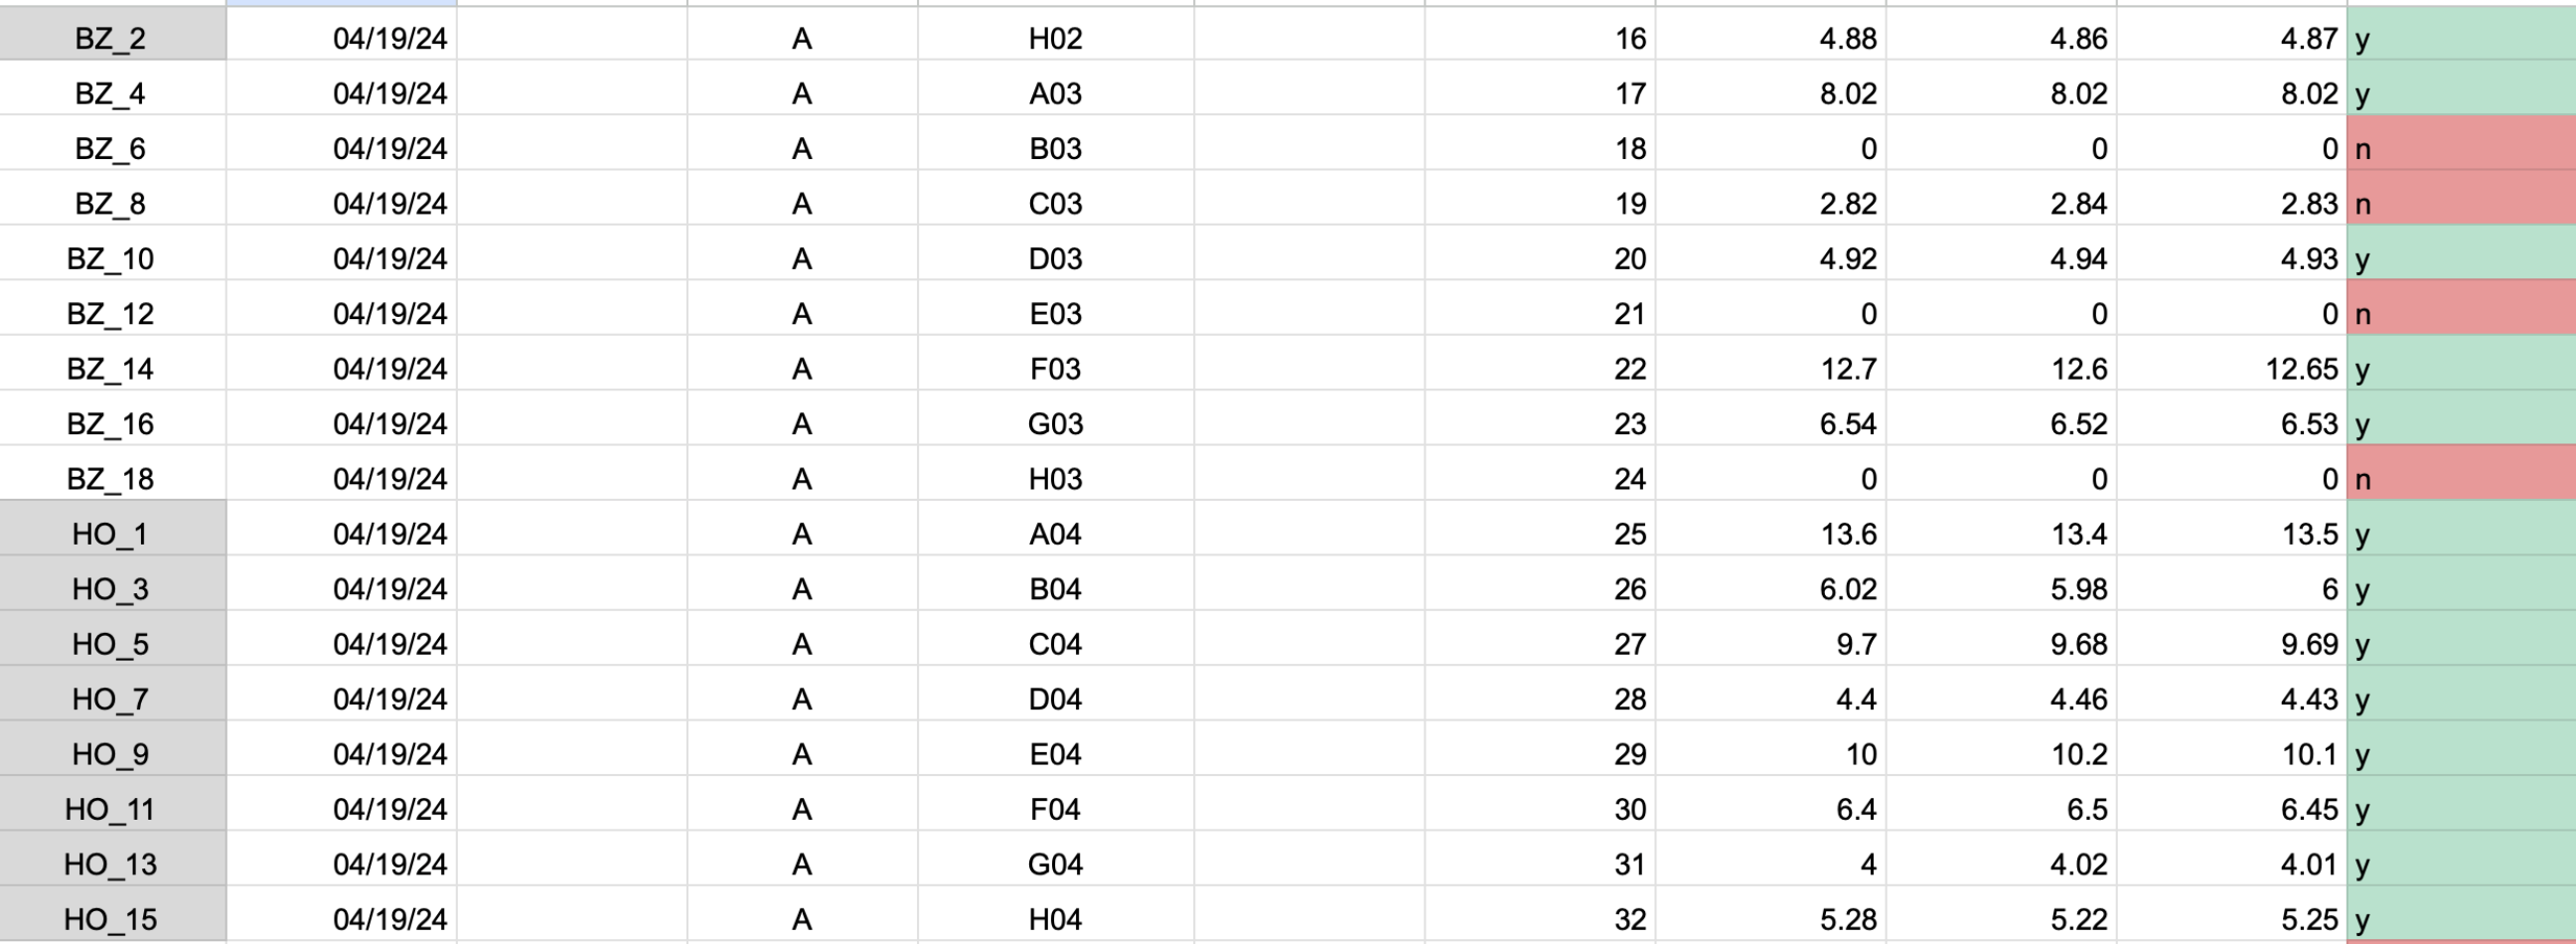 BZ_2 04/19/24 A H02 16 4.88 4.86 4.87 y
BZ_4 04/19/24 A A03 17 8.02 8.02 8.02 y
BZ_6 04/19/24 A B03 18 0 0 0 n
BZ_8 04/19/24 A C03 19 2.82 2.84 2.83 n
BZ_10 04/19/24 A D03 20 4.92 4.94 4.93 y
BZ_12 04/19/24 A E03 21 0 0 0 n
BZ_14 04/19/24 A F03 22 12.7 12.6 12.65 y
BZ_16 04/19/24 A G03 23 6.54 6.52 6.53 y
BZ_18 04/19/24 A H03 24 0 0 0 n
HO_1 04/19/24 A A04 25 13.6 13.4 13.5 y
HO_3 04/19/24 A B04 26 6.02 5.98 6 y
HO_5 04/19/24 A C04 27 9.7 9.68 9.69 y
HO_7 04/19/24 A D04 28 4.4 4.46 4.43 y
HO_9 04/19/24 A E04 29 10 10.2 10.1 y
HO_11 04/19/24 A F04 30 6.4 6.5 6.45 y
HO_13 04/19/24 A G04 31 4 4.02 4.01 y
HO_15 04/19/24 A H04 32 5.28 5.22 5.25 y